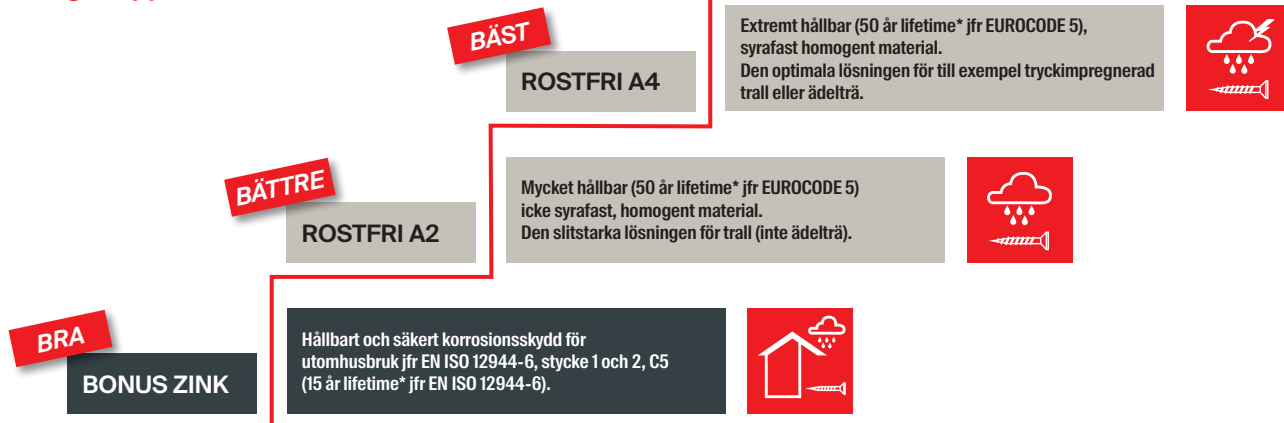 BÄST
ROSTFRI A4
Extremt hållbar (50 år lifetime* jfr EUROCODE 5),
syrafast homogent material.
Den optimala lösningen för till exempel tryckimpregnerad
trall eller ädelträ.
BÄTTRE
ROSTFRI A2
Mycket hållbar (50 år lifetime* jfr EUROCODE 5)
icke syrafast, homogent material.
Den slitstarka lösningen för trall (inte ädelträ).
BRA
BONUS ZINK
Hållbart och säkert korrosionsskydd för
utomhusbruk jfr EN ISO 12944-6, stycke 1 och 2, C5
(15 år lifetime* jfr EN ISO 12944-6).